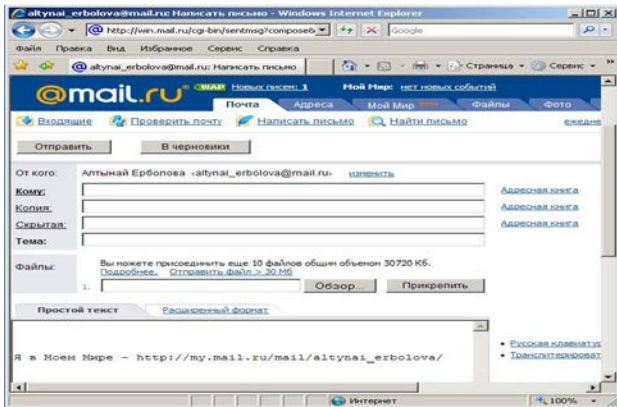 altynai_erbolova@mail.ru: Написать письмо - Windows Internet Explorer
http://win.mail.ru/cgi-bin/sentmsg?compose& Google
Файл Правка Вид Избранное Сервис Справка
altynai_erbolova@mail.ru: Написать письмо Страница Сервис
@mail.ru WAP Новых писем: 1 Мой Мир: нет новых событий
Почта Адреса Мой Мир Файлы Фото
Входящие Проверить почту Написать письмо Найти письмо ежедне
Отправить В черновики
От кого: Алтынай Ерболова <altynai_erbolova@mail.ru> изменить
Кому: Адресная книга
Копия: Адресная книга
Скрытая: Адресная книга
Тема:
Файлы: Вы можете присоединить еще 10 файлов общим объемом 30720 Кб.
Подробнее. Отправить файл > 30 Мб
1. Обзор... Прикрепить
Простой текст Расширенный формат
Русская клавиату
Я в Моем Мире - http://my.mail.ru/mail/altynai_erbolova/ Транслитерироват
Интернет 100%